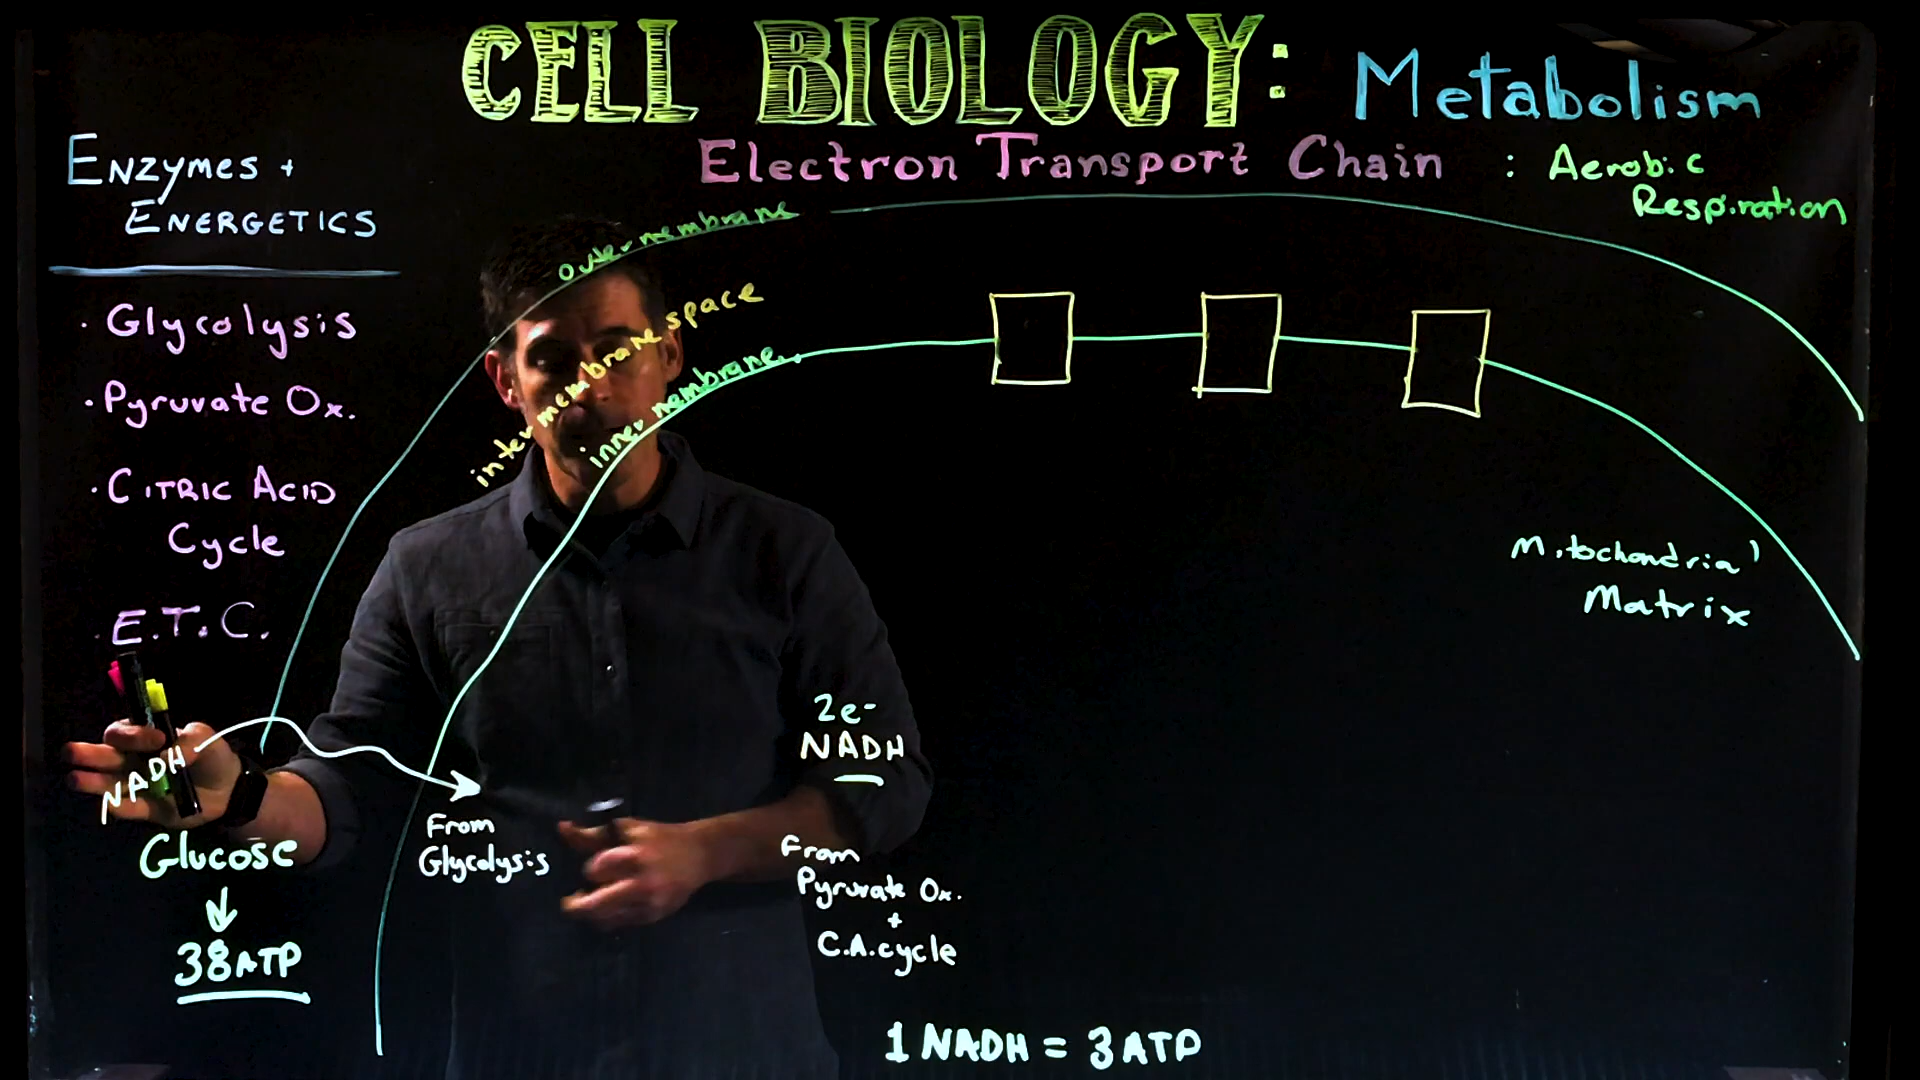 CELL BIOLOGY: Metabolism
Electron Transport Chain : Aerobic
Respiration
Enzymes +
ENERGETICS
· Glycolysis
· Pyruvate Ox.
· CITRIC ACID
Cycle
· E.T.C.
outer membrane
intermembrane space
inner membrane
Mitochondrial
Matrix
NADH
From
Glycolysis
2e-
NADH
From
Pyruvate Ox.
+
C.A.cycle
Glucose
↓
38 ATP
1 NADH = 3 ATP